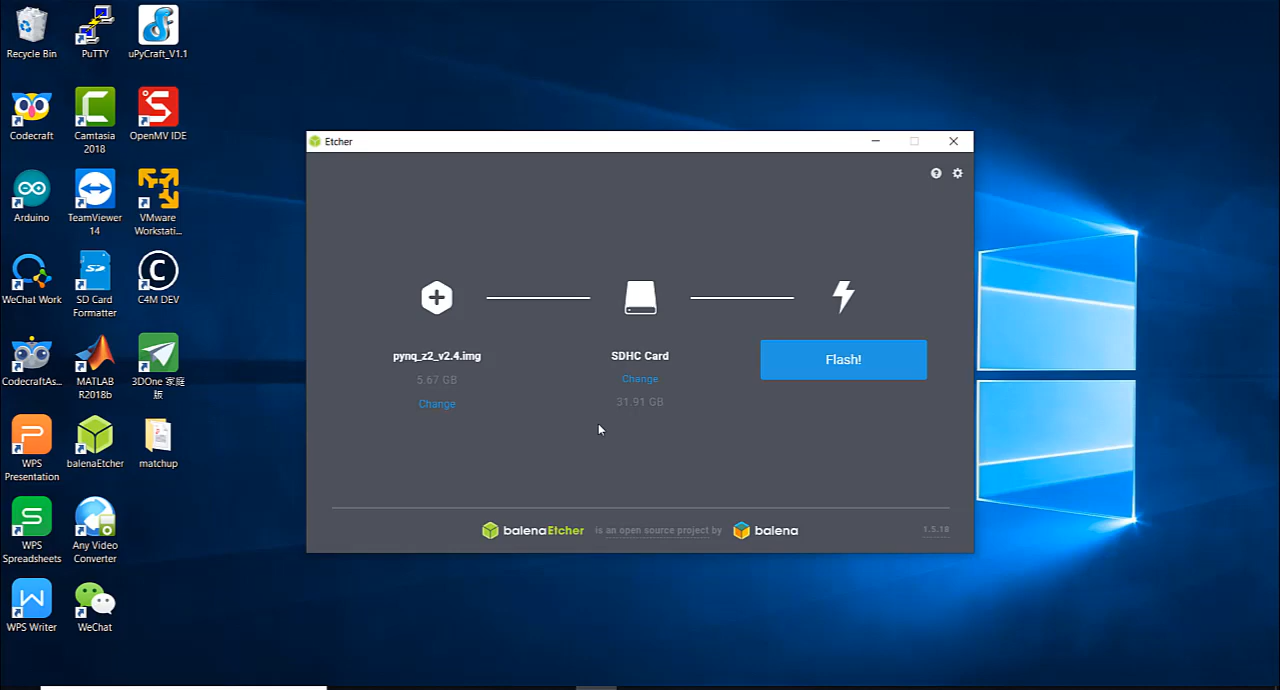 Recycle Bin
PuTTY
uPyCraft_V1.1
Codecraft
Camtasia
2018
OpenMV IDE
Arduino
TeamViewer
14
VMware
Workstati...
WeChat Work
SD Card
Formatter
C4M DEV
CodecraftAs...
MATLAB
R2018b
3DOne 家庭
版
WPS
Presentation
balenaEtcher
matchup
WPS
Spreadsheets
Any Video
Converter
WPS Writer
WeChat
Etcher
pynq_z2_v2.4.img
5.67 GB
Change
SDHC Card
Change
31.91 GB
Flash!
balenaEtcher is an open source project by balena
1.5.18